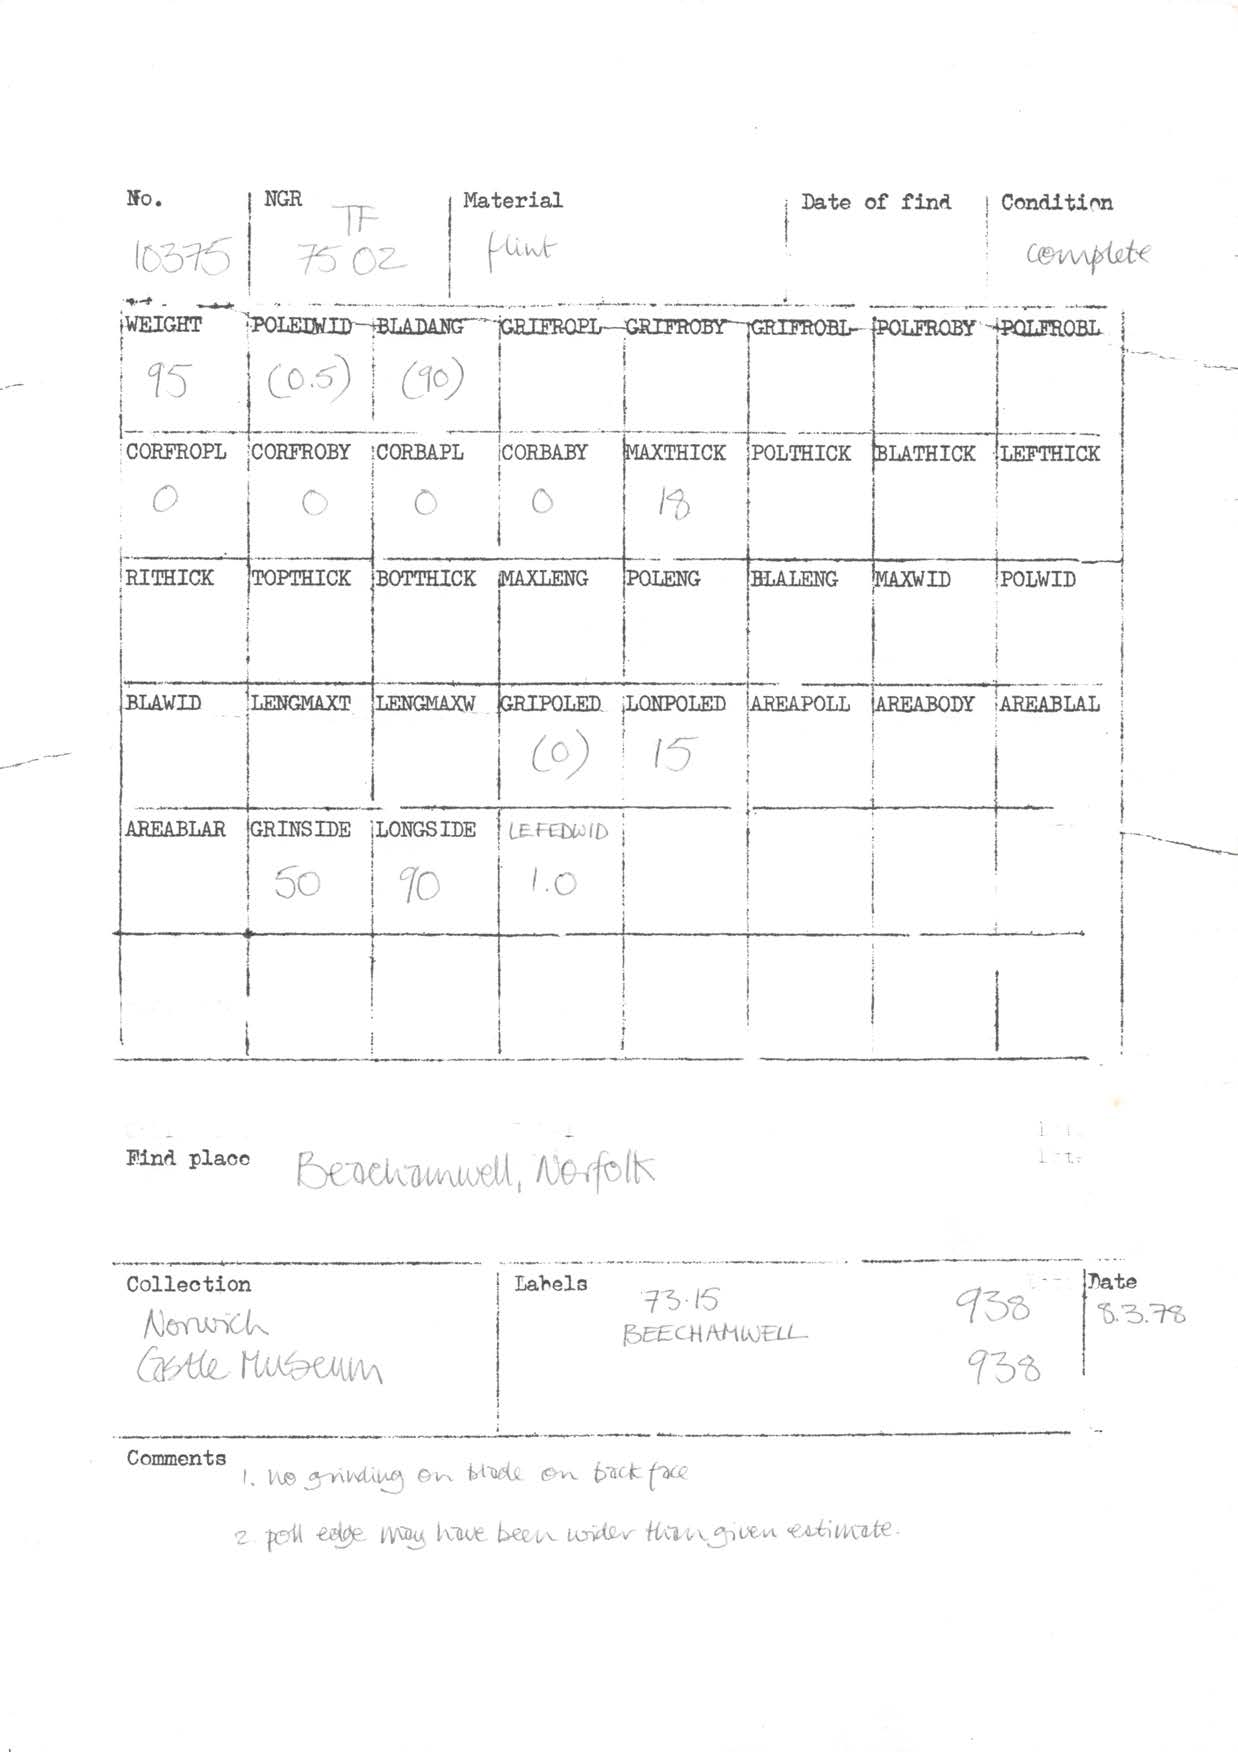 No. NGR Material Date of find Condition
TF
10375 75 02 flint complete
WEIGHT POLEDWID BLADANG GRIFROPL GRIFROBY GRIFROBL POLFROBY POLFROBL
95 (0.5) (90)
CORFROPL CORFROBY CORBAPL CORBABY MAXTHICK POLTHICK BLATHICK LEFTHICK
0 0 0 0 18
RITHICK TOPTHICK BOTTHICK MAXLENG POLENG BLALENG MAXWID POLWID
BLAWID LENGMAXT LENGMAXW GRIPOLED LONPOLED AREAPOLL AREABODY AREABLAL
(0) 15
AREABLAR GRINSIDE LONGSIDE LEFEDWID
50 90 1.0
Find place Beachamwell, Norfolk
Collection Labels Date
73.15 938 8.3.78
Norwich BEECHAMWELL
Castle Museum 938
Comments
1. no grinding on blade on back face
2. poll edge may have been wider than given estimate.